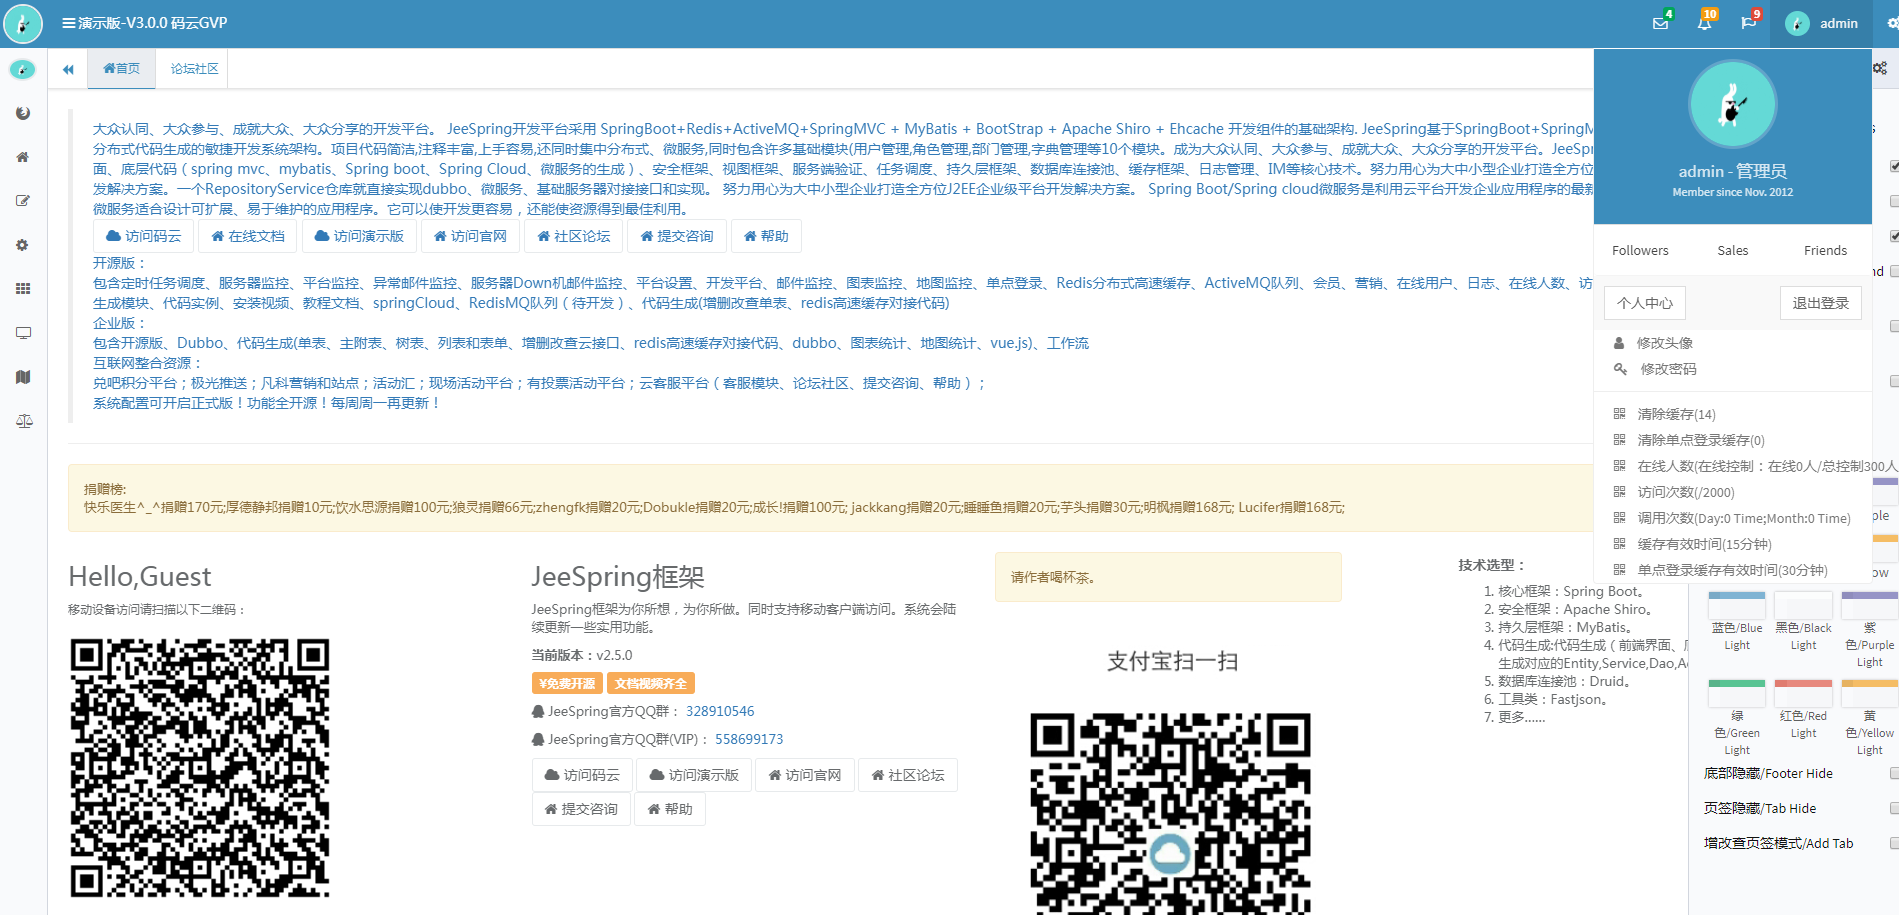 演示版-V3.0.0 码云GVP
4
10
9
admin
首页
论坛社区
大众认同、大众参与、成就大众、大众分享的开发平台。 JeeSpring开发平台采用 SpringBoot+Redis+ActiveMQ+SpringMVC + MyBatis + BootStrap + Apache Shiro + Ehcache 开发组件的基础架构. JeeSpring基于SpringBoot+SpringM
分布式代码生成的敏捷开发系统架构。项目代码简洁,注释丰富,上手容易,还同时集中分布式、微服务,同时包含许多基础模块(用户管理,角色管理,部门管理,字典管理等10个模块。成为大众认同、大众参与、成就大众、大众分享的开发平台。JeeSpr
面、底层代码（spring mvc、mybatis、Spring boot、Spring Cloud、微服务的生成）、安全框架、视图框架、服务端验证、任务调度、持久层框架、数据库连接池、缓存框架、日志管理、IM等核心技术。努力用心为大中小型企业打造全方位
发解决方案。一个RepositoryService仓库就直接实现dubbo、微服务、基础服务器对接接口和实现。 努力用心为大中小型企业打造全方位J2EE企业级平台开发解决方案。 Spring Boot/Spring cloud微服务是利用云平台开发企业应用程序的最新
微服务适合设计可扩展、易于维护的应用程序。它可以使开发更容易，还能使资源得到最佳利用。
访问码云 在线文档 访问演示版 访问官网 社区论坛 提交咨询 帮助
开源版：
包含定时任务调度、服务器监控、平台监控、异常邮件监控、服务器Down机邮件监控、平台设置、开发平台、邮件监控、图表监控、地图监控、单点登录、Redis分布式高速缓存、ActiveMQ队列、会员、营销、在线用户、日志、在线人数、访
生成模块、代码实例、安装视频、教程文档、springCloud、RedisMQ队列（待开发）、代码生成(增删改查单表、redis高速缓存对接代码)
企业版：
包含开源版、Dubbo、代码生成(单表、主附表、树表、列表和表单、增删改查云接口、redis高速缓存对接代码、dubbo、图表统计、地图统计、vue.js)、工作流
互联网整合资源：
兑吧积分平台；极光推送；凡科营销和站点；活动汇；现场活动平台；有投票活动平台；云客服平台（客服模块、论坛社区、提交咨询、帮助）；
系统配置可开启正式版！功能全开源！每周周一再更新！
捐赠榜:
快乐医生^_^捐赠170元;厚德静邦捐赠10元;饮水思源捐赠100元;狼灵捐赠66元;zhengfk捐赠20元;Dobukle捐赠20元;成长!捐赠100元; jackkang捐赠20元;睡睡鱼捐赠20元;芋头捐赠30元;明枫捐赠168元; Lucifer捐赠168元;
Hello,Guest
移动设备访问请扫描以下二维码：
JeeSpring框架
JeeSpring框架为你所想，为你所做。同时支持移动客户端访问。系统会陆
续更新一些实用功能。
当前版本：v2.5.0
¥免费开源 文档视频齐全
JeeSpring官方QQ群： 328910546
JeeSpring官方QQ群(VIP)： 558699173
访问码云 访问演示版 访问官网 社区论坛
提交咨询 帮助
请作者喝杯茶。
支付宝扫一扫
技术选型：
1. 核心框架：Spring Boot。
2. 安全框架：Apache Shiro。
3. 持久层框架：MyBatis。
4. 代码生成:代码生成（前端界面、
生成对应的Entity,Service,Dao,A
5. 数据库连接池：Druid。
6. 工具类：Fastjson。
7. 更多......
admin - 管理员
Member since Nov. 2012
Followers Sales Friends
个人中心 退出登录
修改头像
修改密码
清除缓存(14)
清除单点登录缓存(0)
在线人数(在线控制：在线0人/总控制300人
访问次数(/2000)
调用次数(Day:0 Time;Month:0 Time)
缓存有效时间(15分钟)
单点登录缓存有效时间(30分钟)
s
nd
ple
ow
蓝色/Blue Light
黑色/Black Light
紫色/Purple Light
绿色/Green Light
红色/Red Light
黄色/Yellow Light
底部隐藏/Footer Hide
页签隐藏/Tab Hide
增改查页签模式/Add Tab